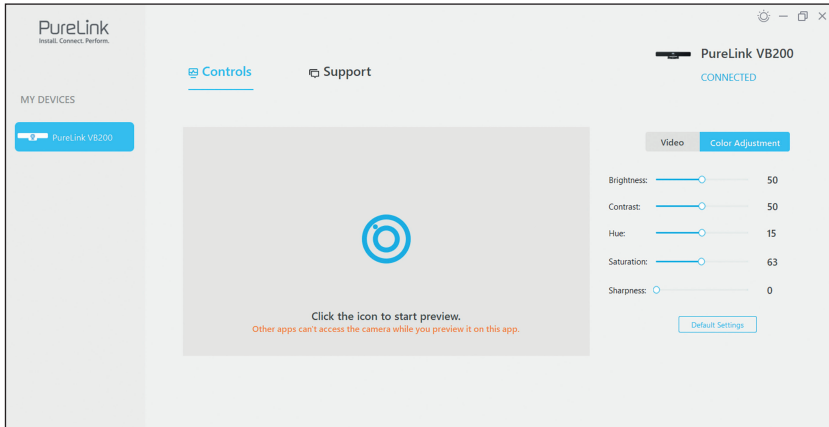 PureLink
Install. Connect. Perform.
MY DEVICES
PureLink VB200
Controls
Support
PureLink VB200
CONNECTED
Click the icon to start preview.
Other apps can't access the camera while you preview it on this app.
Video
Color Adjustment
Brightness: 50
Contrast: 50
Hue: 15
Saturation: 63
Sharpness: 0
Default Settings